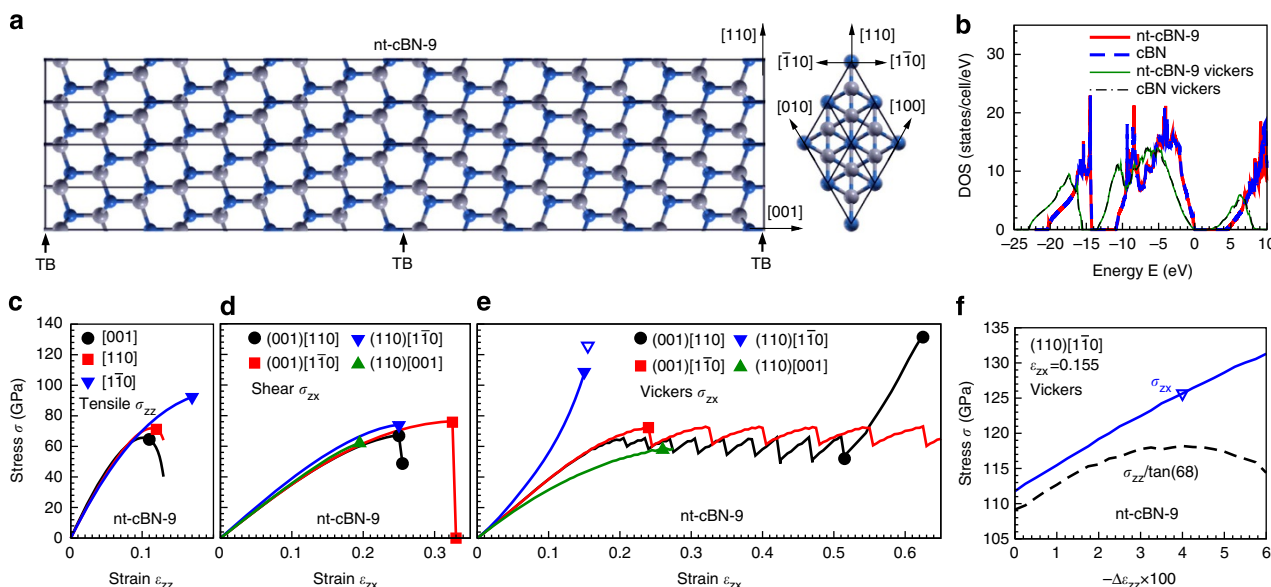 a
nt-cBN-9
[110]
[001]
TB
TB
TB
[110]
[1̄10]
[11̄0]
[010]
[100]
b
DOS (states/cell/eV)
30
20
10
0
nt-cBN-9
cBN
nt-cBN-9 vickers
cBN vickers
−25 −20 −15 −10 −5 0 5 10
Energy E (eV)
c
Stress σ (GPa)
140
120
100
80
60
40
20
0
[001]
[110]
[11̄0]
Tensile σzz
nt-cBN-9
0 0.1
Strain εzz
d
(001)[110]
(110)[11̄0]
(001)[11̄0]
(110)[001]
Shear σzx
nt-cBN-9
0.0 0.1 0.2 0.3
Strain εzx
e
(001)[110]
(110)[11̄0]
(001)[11̄0]
(110)[001]
Vickers σzx
nt-cBN-9
0.0 0.1 0.2 0.3 0.4 0.5 0.6
Strain εzx
f
Stress σ (GPa)
135
130
125
120
115
110
105
(110)[11̄0]
εzx=0.155
Vickers
σzx
σzz/tan(68)
nt-cBN-9
0 1 2 3 4 5 6
−Δεzz×100